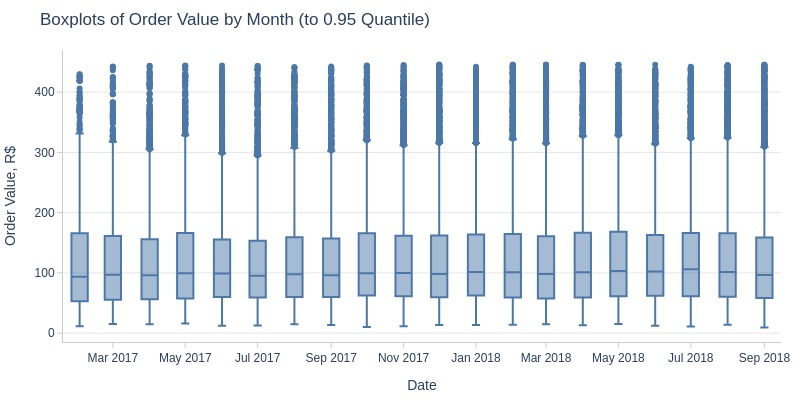 Boxplots of Order Value by Month (to 0.95 Quantile)
Order Value, R$
400
300
200
100
0
Mar 2017 May 2017 Jul 2017 Sep 2017 Nov 2017 Jan 2018 Mar 2018 May 2018 Jul 2018 Sep 2018
Date